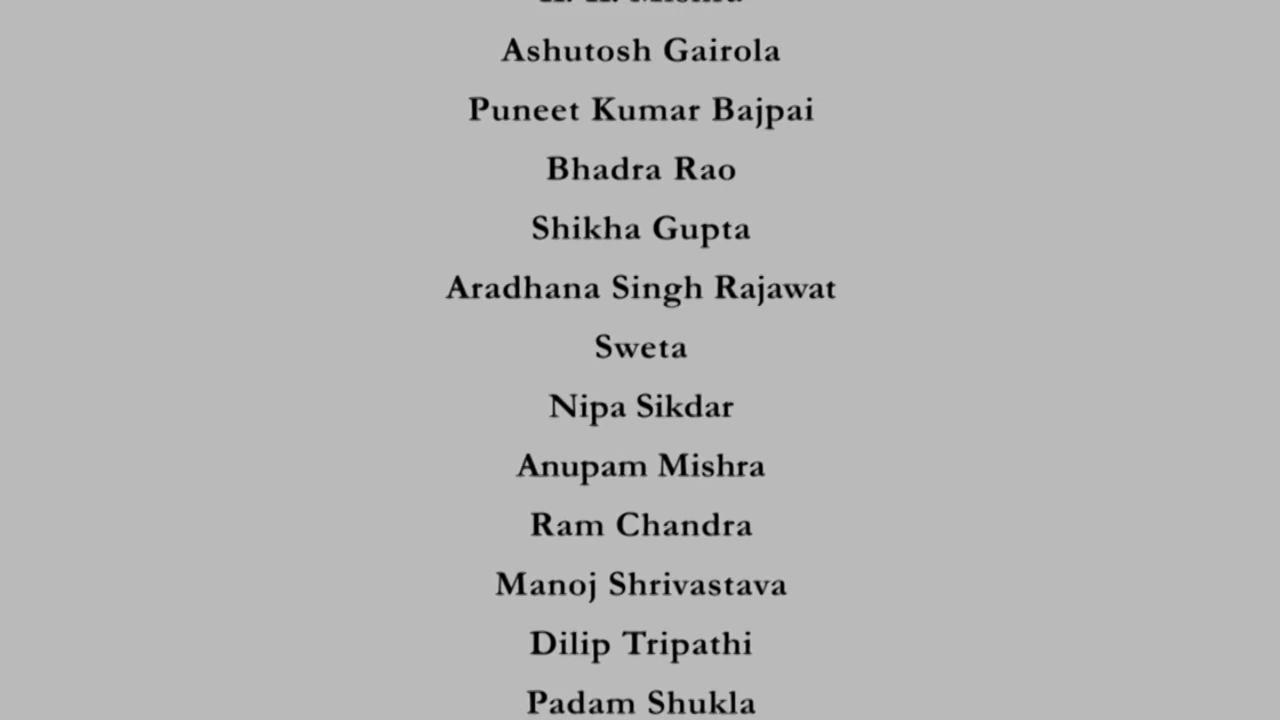 Ashutosh Gairola
Puneet Kumar Bajpai
Bhadra Rao
Shikha Gupta
Aradhana Singh Rajawat
Sweta
Nipa Sikdar
Anupam Mishra
Ram Chandra
Manoj Shrivastava
Dilip Tripathi
Padam Shukla